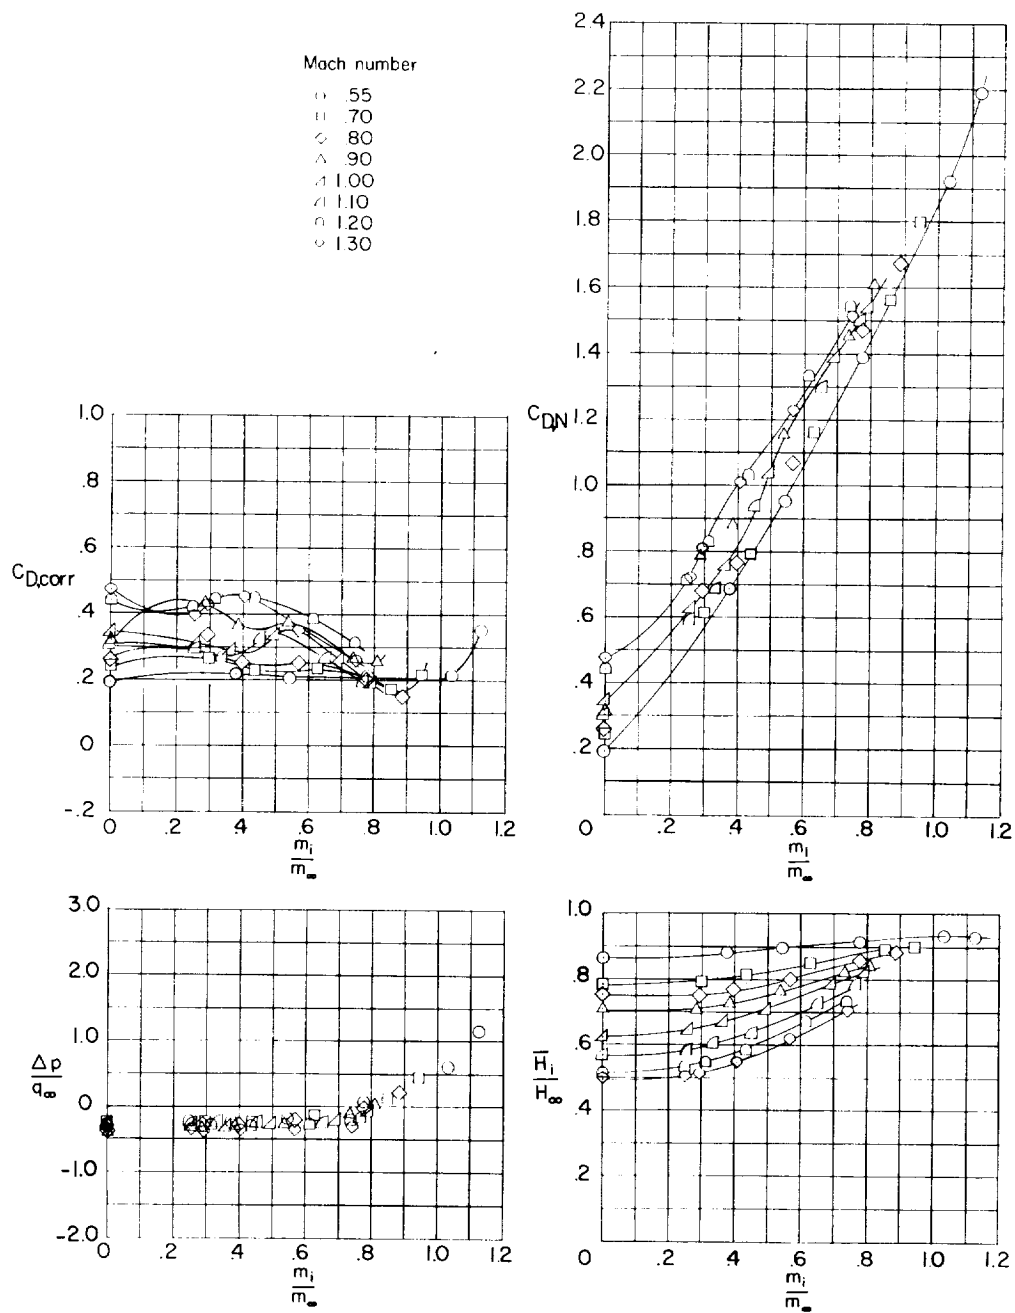 Mach number
.55
.70
.80
.90
1.00
1.10
1.20
1.30
1.0
.8
.6
.4
.2
0
-.2
C_D,corr
0 .2 .4 .6 .8 1.0 1.2
m_i
m_∞
2.4
2.2
2.0
1.8
1.6
1.4
1.2
1.0
.8
.6
.4
.2
0
C_D,N
0 .2 .4 .6 .8 1.0 1.2
m_i
m_∞
3.0
2.0
1.0
0
-1.0
-2.0
Δp
q_∞
0 .2 .4 .6 .8 1.0 1.2
m_i
m_∞
1.0
.8
.6
.4
.2
0
H̅_i
H_∞
.2 .4 .6 .8 1.0 1.2
m_i
m_∞